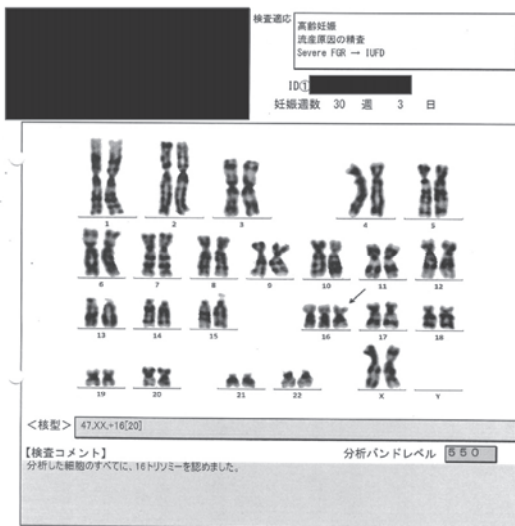 検査適応
高齢妊娠
流産原因の精査
Severe FGR → IUFD
ID①
妊娠週数 30 週 3 日
1 2 3 4 5
6 7 8 9 10 11 12
13 14 15 16 17 18
19 20 21 22 X Y
<核型> 47,XX,+16[20]
【検査コメント】 分析バンドレベル 550
分析した細胞のすべてに、16トリソミーを認めました。